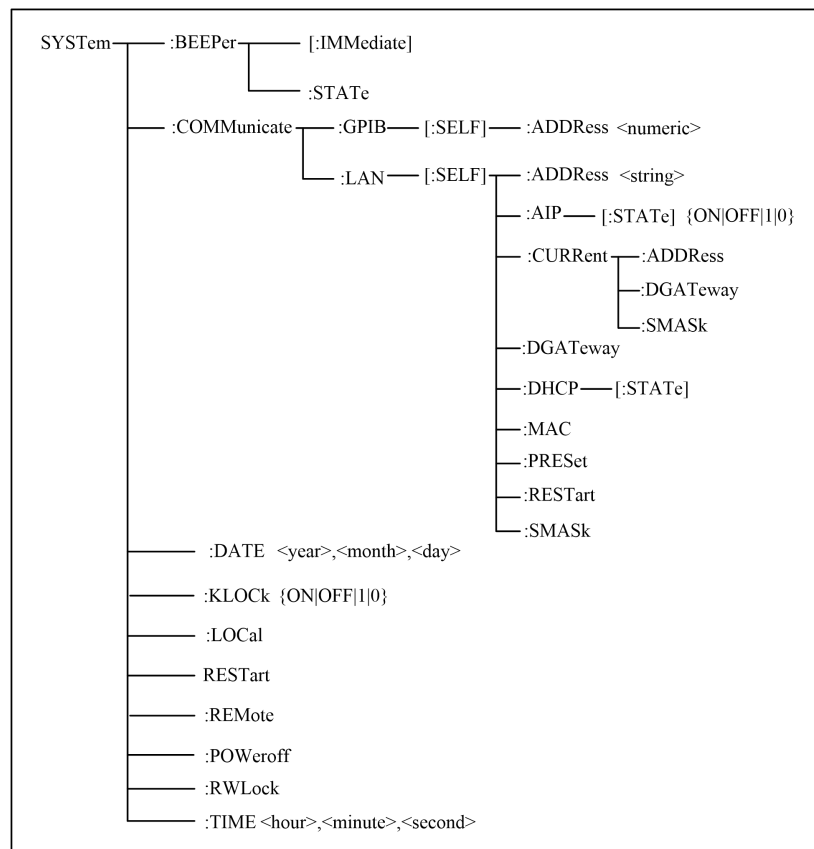 SYSTem :BEEPer [:IMMediate]
:STATe
:COMMunicate :GPIB [:SELF] :ADDRess <numeric>
:LAN [:SELF] :ADDRess <string>
:AIP [:STATe] {ON|OFF|1|0}
:CURRent :ADDRess
:DGATeway
:SMASk
:DGATeway
:DHCP [:STATe]
:MAC
:PRESet
:RESTart
:SMASk
:DATE <year>,<month>,<day>
:KLOCk {ON|OFF|1|0}
:LOCal
RESTart
:REMote
:POWeroff
:RWLock
:TIME <hour>,<minute>,<second>